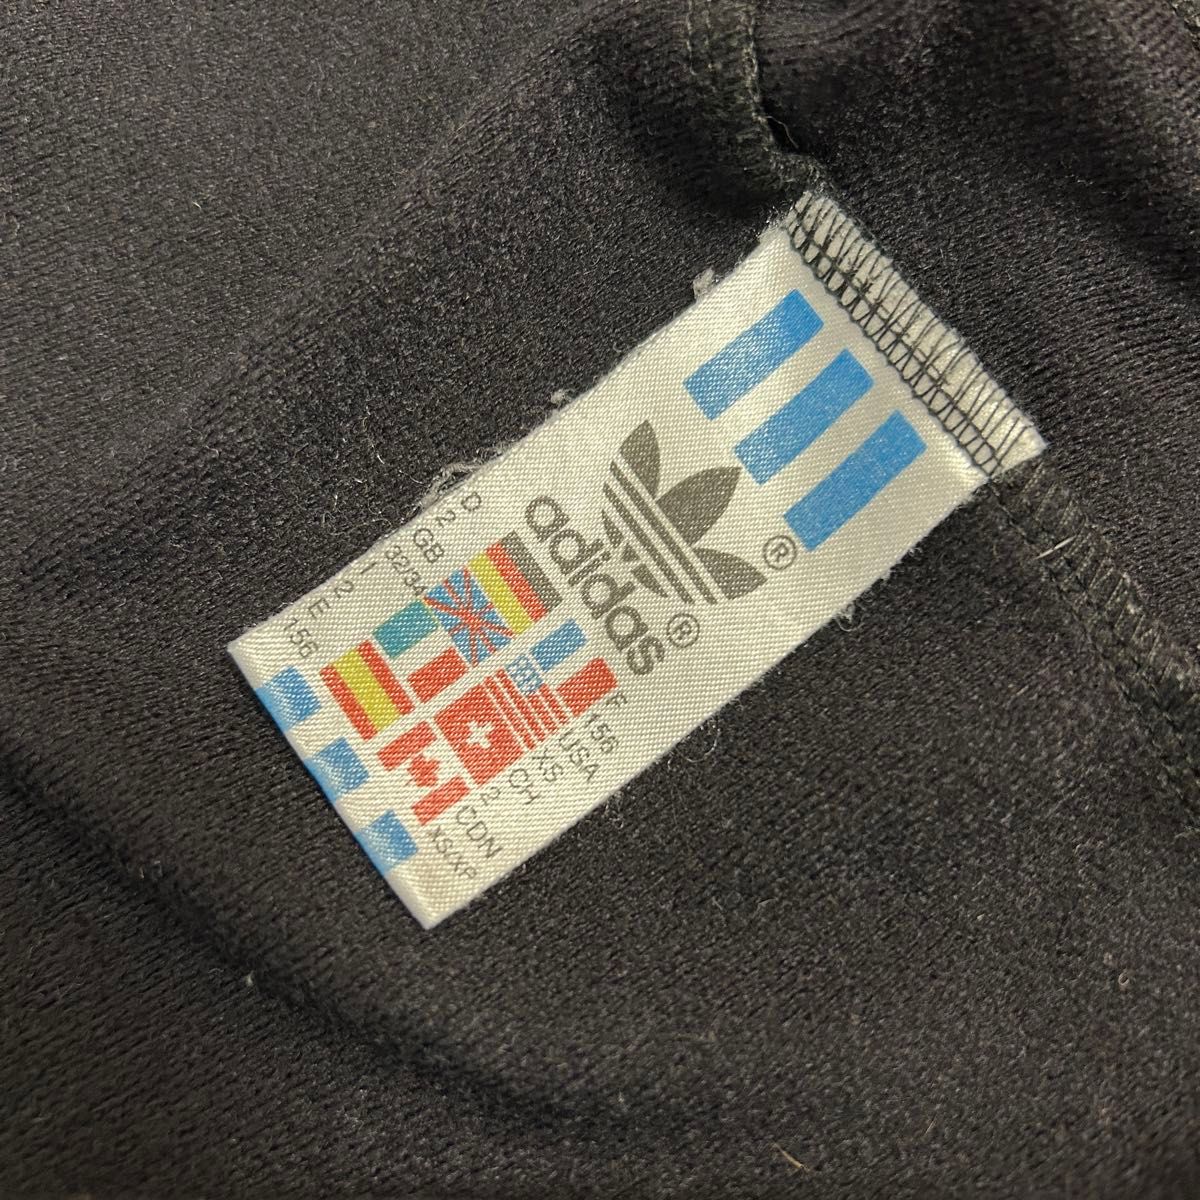 ®
adidas®
D
2
GB
32/34
I
2
E
156
F
156
USA
XS
CH
2
CDN
XS/XP